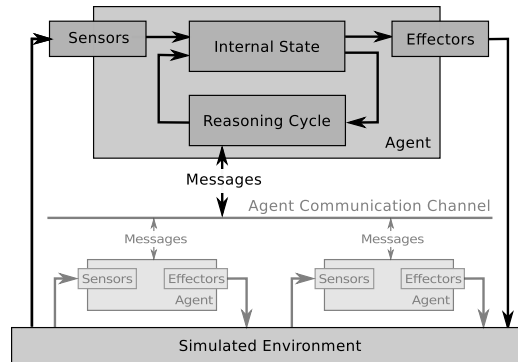 Sensors
Internal State
Effectors
Reasoning Cycle
Agent
Messages
Agent Communication Channel
Messages
Messages
Sensors
Effectors
Agent
Sensors
Effectors
Agent
Simulated Environment